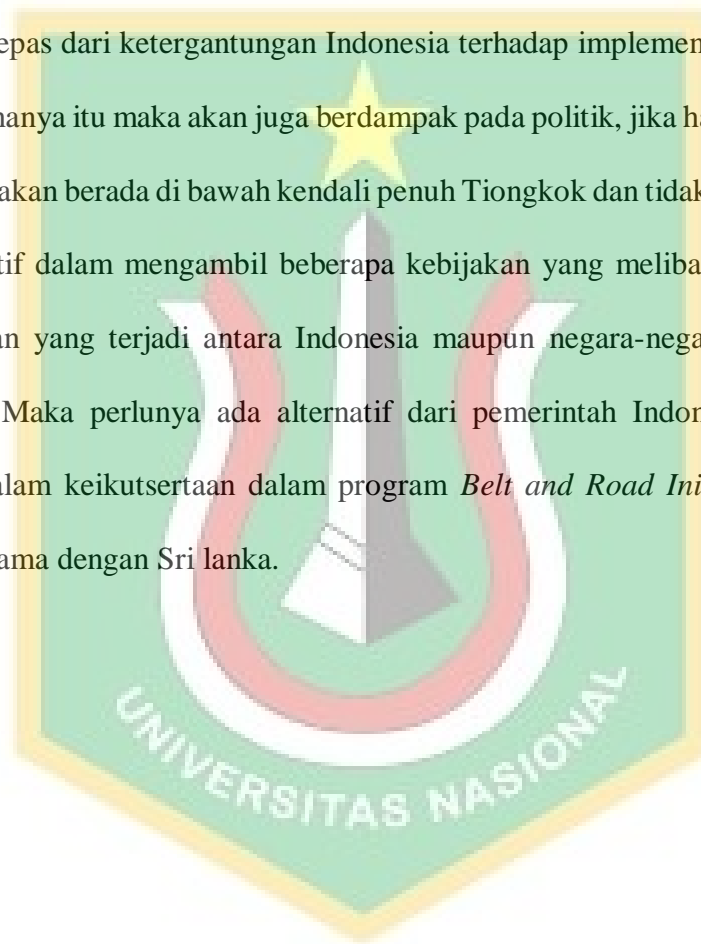 epas dari ketergantungan Indonesia terhadap implemen
nanya itu maka akan juga berdampak pada politik, jika ha
akan berada di bawah kendali penuh Tiongkok dan tidak
tif dalam mengambil beberapa kebijakan yang meliba
an yang terjadi antara Indonesia maupun negara-nega
Maka perlunya ada alternatif dari pemerintah Indon
alam keikutsertaan dalam program Belt and Road Ini
ama dengan Sri lanka.
UNIVERSITAS NASIONAL